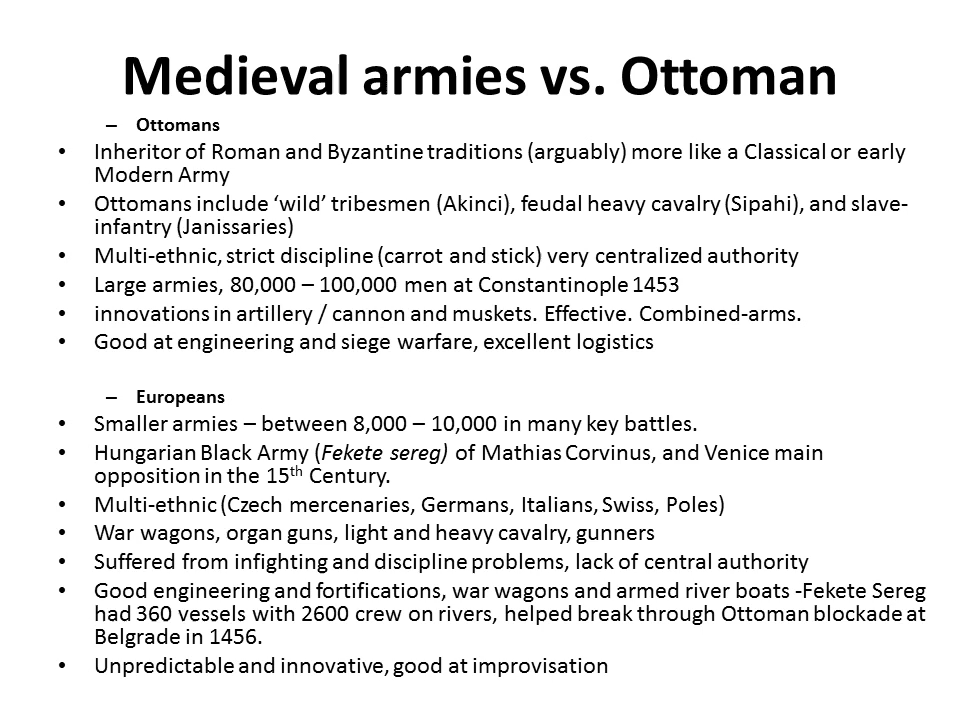 Medieval armies vs. Ottoman
– Ottomans
• Inheritor of Roman and Byzantine traditions (arguably) more like a Classical or early
Modern Army
• Ottomans include ‘wild’ tribesmen (Akinci), feudal heavy cavalry (Sipahi), and slave-
infantry (Janissaries)
• Multi-ethnic, strict discipline (carrot and stick) very centralized authority
• Large armies, 80,000 – 100,000 men at Constantinople 1453
• innovations in artillery / cannon and muskets. Effective. Combined-arms.
• Good at engineering and siege warfare, excellent logistics
– Europeans
• Smaller armies – between 8,000 – 10,000 in many key battles.
• Hungarian Black Army (Fekete sereg) of Mathias Corvinus, and Venice main
opposition in the 15th Century.
• Multi-ethnic (Czech mercenaries, Germans, Italians, Swiss, Poles)
• War wagons, organ guns, light and heavy cavalry, gunners
• Suffered from infighting and discipline problems, lack of central authority
• Good engineering and fortifications, war wagons and armed river boats -Fekete Sereg
had 360 vessels with 2600 crew on rivers, helped break through Ottoman blockade at
Belgrade in 1456.
• Unpredictable and innovative, good at improvisation